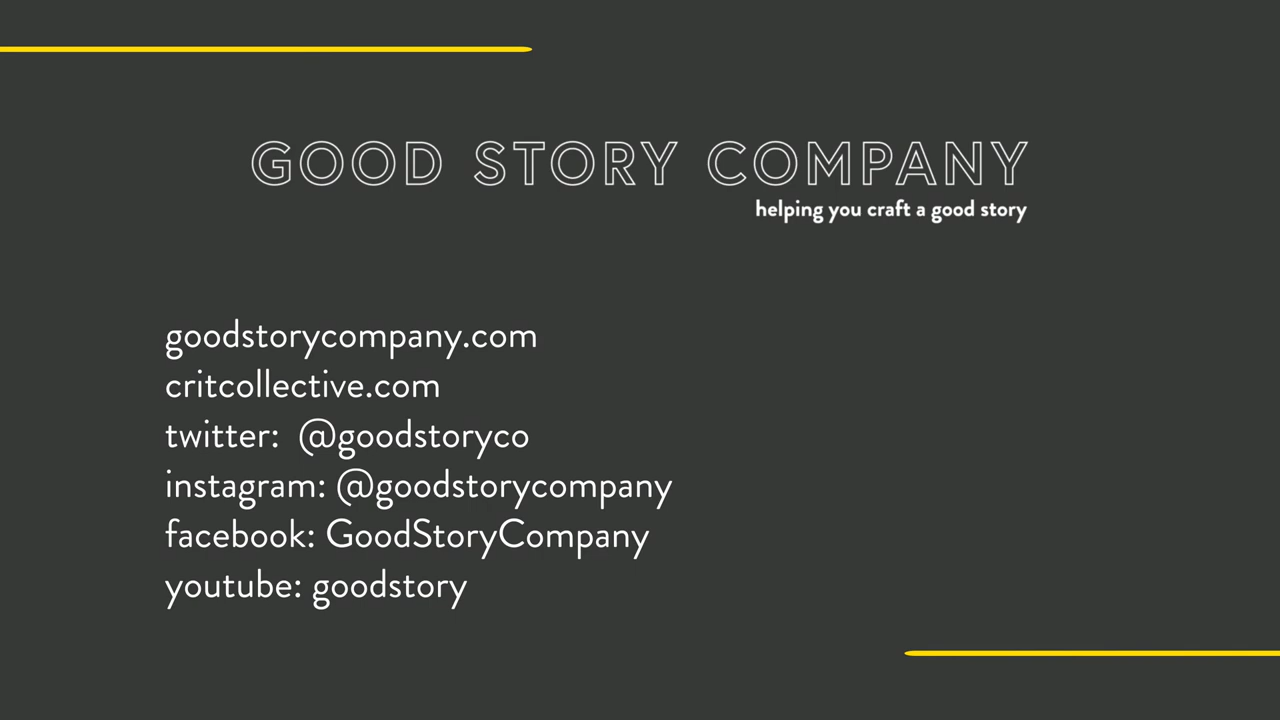 GOOD STORY COMPANY
helping you craft a good story
goodstorycompany.com
critcollective.com
twitter: @goodstoryco
instagram: @goodstorycompany
facebook: GoodStoryCompany
youtube: goodstory